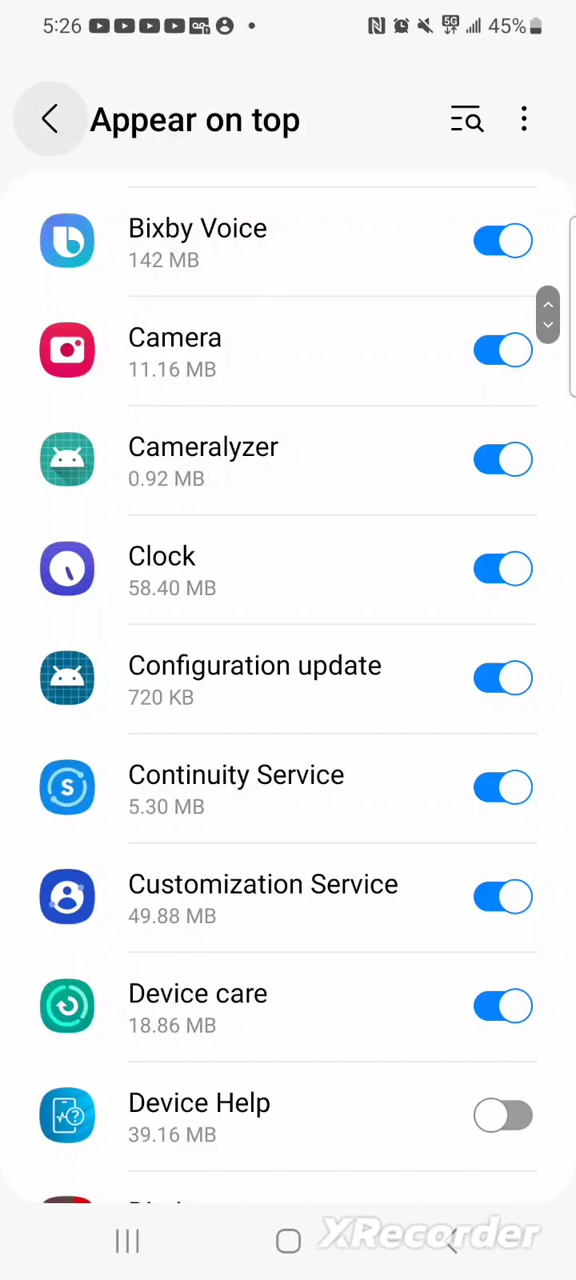 5:26
5G
45%
Appear on top
Bixby Voice
142 MB
Camera
11.16 MB
Cameralyzer
0.92 MB
Clock
58.40 MB
Configuration update
720 KB
Continuity Service
5.30 MB
Customization Service
49.88 MB
Device care
18.86 MB
Device Help
39.16 MB
XRecorder